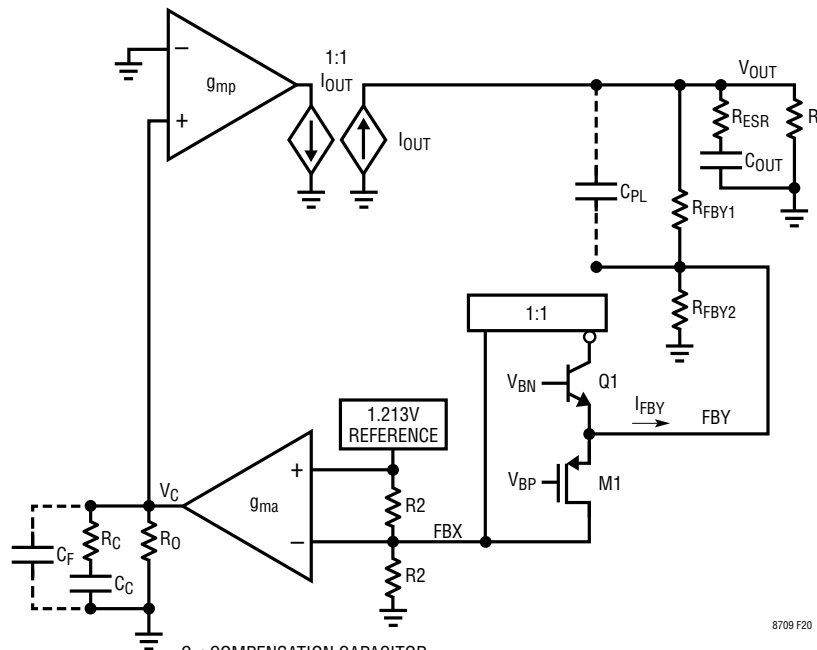 −
gmp
+
1:1
IOUT
IOUT
VOUT
RESR
COUT
R
CPL
RFBY1
RFBY2
1:1
VBN
Q1
IFBY
FBY
VBP
M1
1.213V
REFERENCE
+
gma
−
R2
FBX
R2
VC
CF
RC
RO
CC
8709 F20